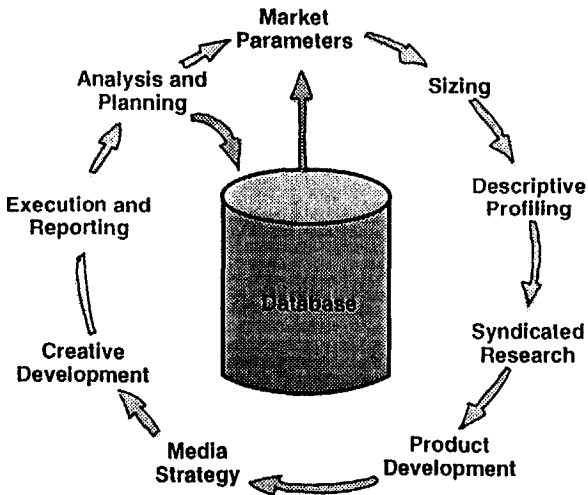 Market
Parameters
Sizing
Descriptive
Profiling
Syndicated
Research
Product
Development
Media
Strategy
Creative
Development
Execution and
Reporting
Analysis and
Planning
Database